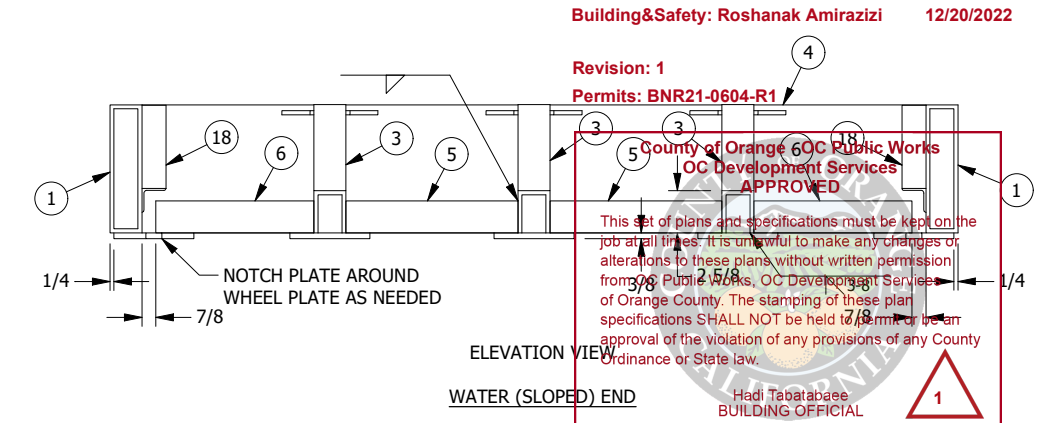 Building&Safety: Roshanak Amirazizi 12/20/2022
Revision: 1
Permits: BNR21-0604-R1
4
18
6
3
5
3
5
3
6
18
1
1
County of Orange OC Public Works
OC Development Services
APPROVED
This set of plans and specifications must be kept on the
job at all times. It is unlawful to make any changes or
alterations to these plans without written permission
from OC Public Works, OC Development Services
of Orange County. The stamping of these plan
specifications SHALL NOT be held to permit or be an
approval of the violation of any provisions of any County
Ordinance or State law.
Hadi Tabatabaee
BUILDING OFFICIAL
1
1/4
7/8
NOTCH PLATE AROUND
WHEEL PLATE AS NEEDED
3/8
2 5/8
3-8
7/8
1/4
ELEVATION VIEW
WATER (SLOPED) END
CALIFORNIA